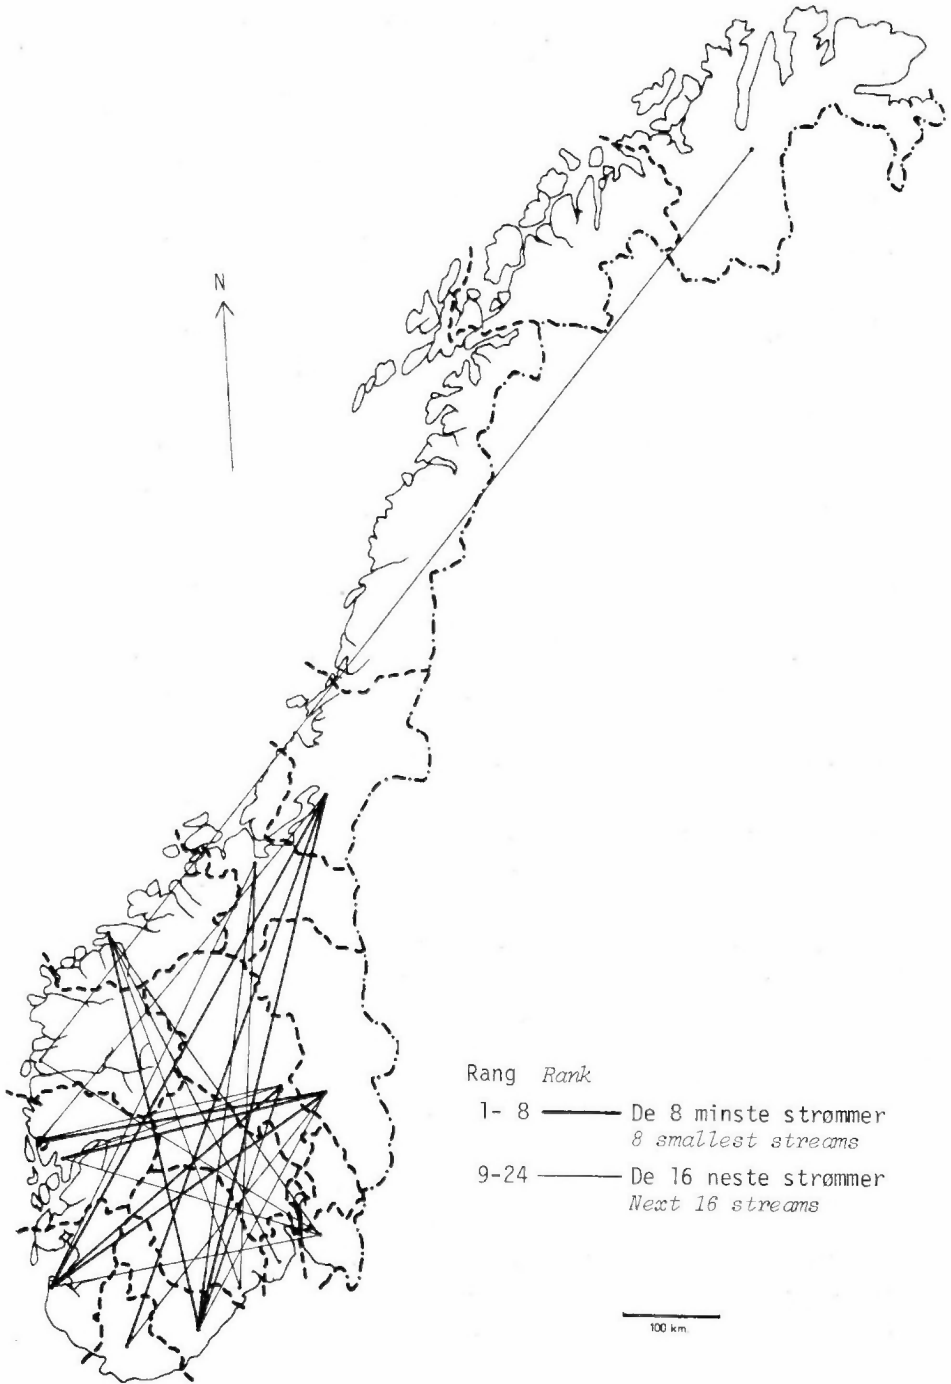 N
Rang Rank
1- 8 De 8 minste strømmer
8 smallest streams
9-24 De 16 neste strømmer
Next 16 streams
100 km.